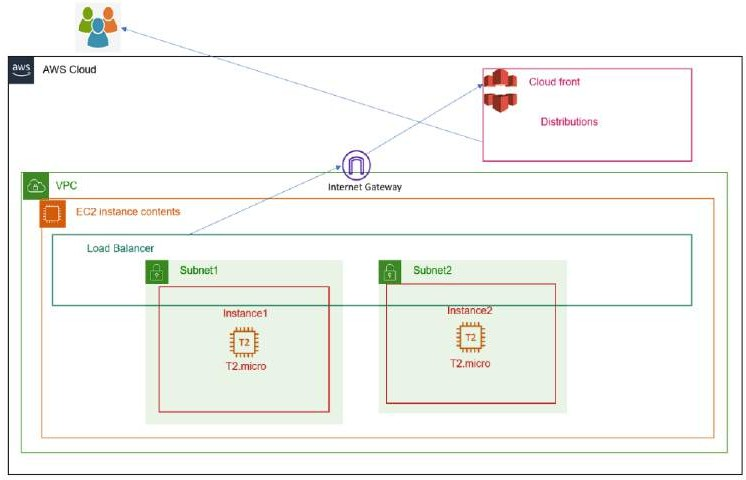 aws
AWS Cloud
Cloud front
Distributions
Internet Gateway
VPC
EC2 instance contents
Load Balancer
Subnet1
Subnet2
Instance1
Instance2
T2
T2
T2.micro
T2.micro